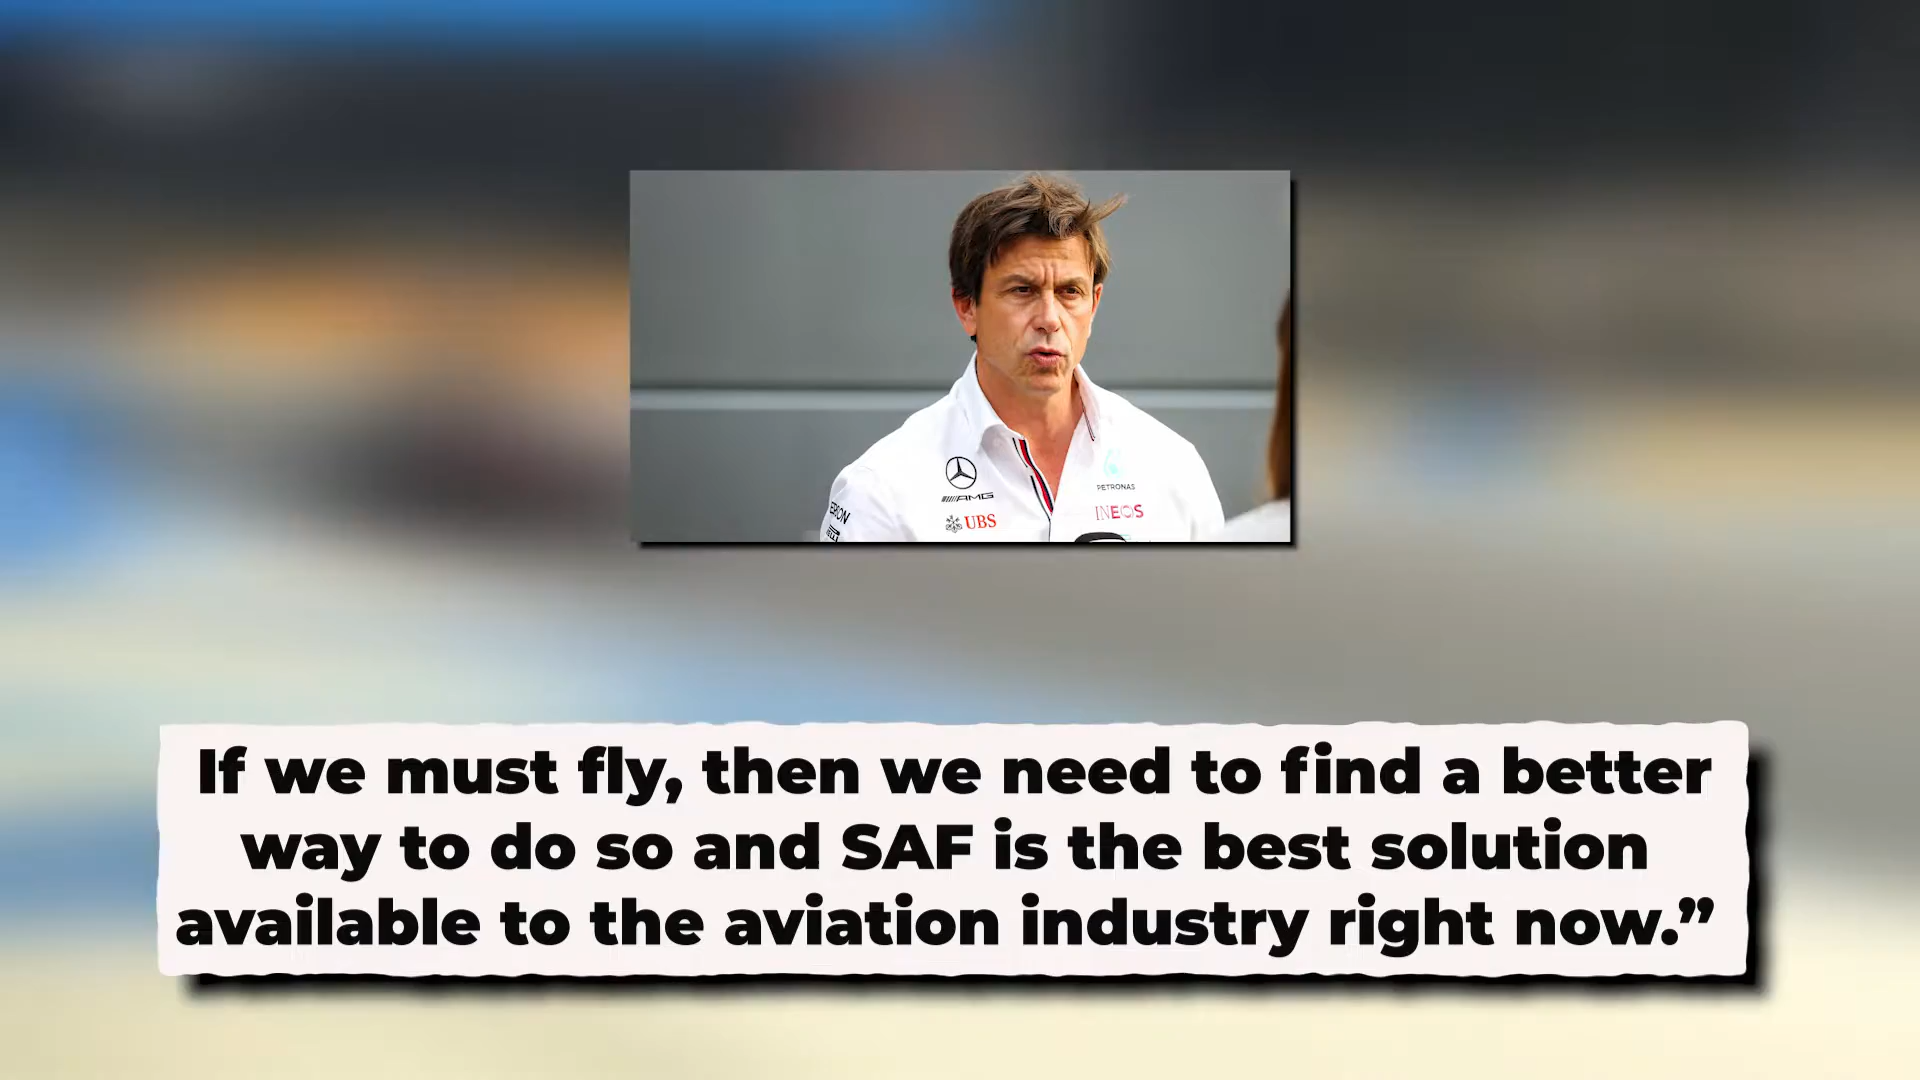 EPSON
AMG
UBS
PETRONAS
INEOS
If we must fly, then we need to find a better
way to do so and SAF is the best solution
available to the aviation industry right now.”